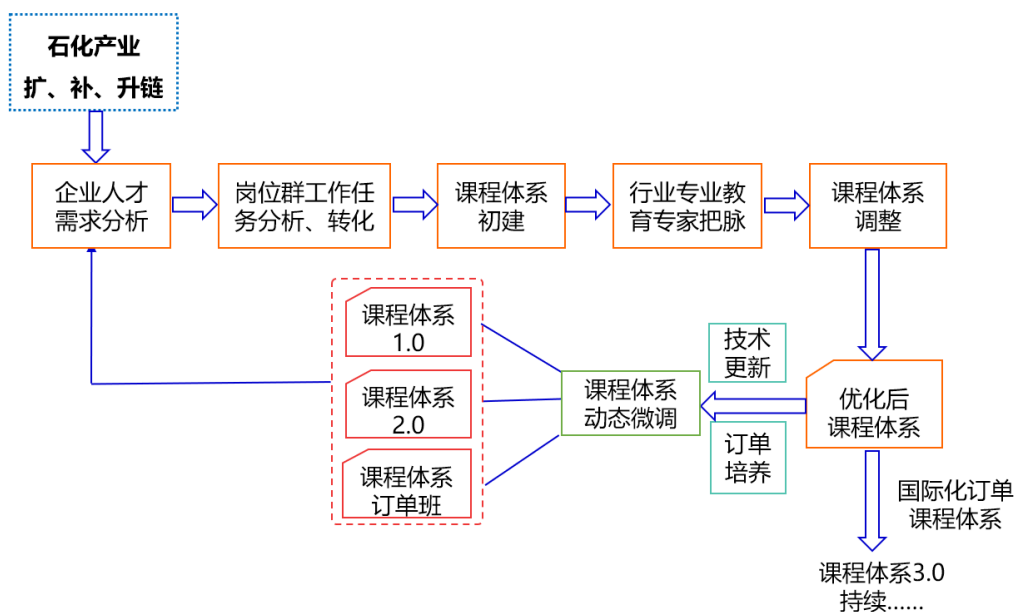 石化产业
扩、补、升链
企业人才
需求分析
岗位群工作任
务分析、转化
课程体系
初建
行业专业教
育专家把脉
课程体系
调整
课程体系
1.0
课程体系
2.0
课程体系
订单班
课程体系
动态微调
技术
更新
订单
培养
优化后
课程体系
国际化订单
课程体系
课程体系3.0
持续......